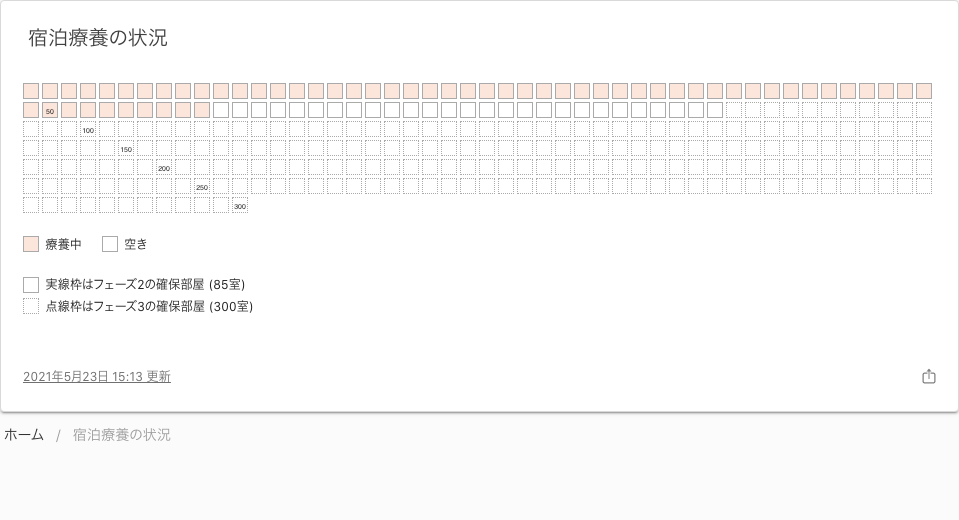 宿泊療養の状況
50
100
150
200
250
300
療養中 空き
実線枠はフェーズ2の確保部屋 (85室)
点線枠はフェーズ3の確保部屋 (300室)
2021年5月23日 15:13 更新
ホーム / 宿泊療養の状況